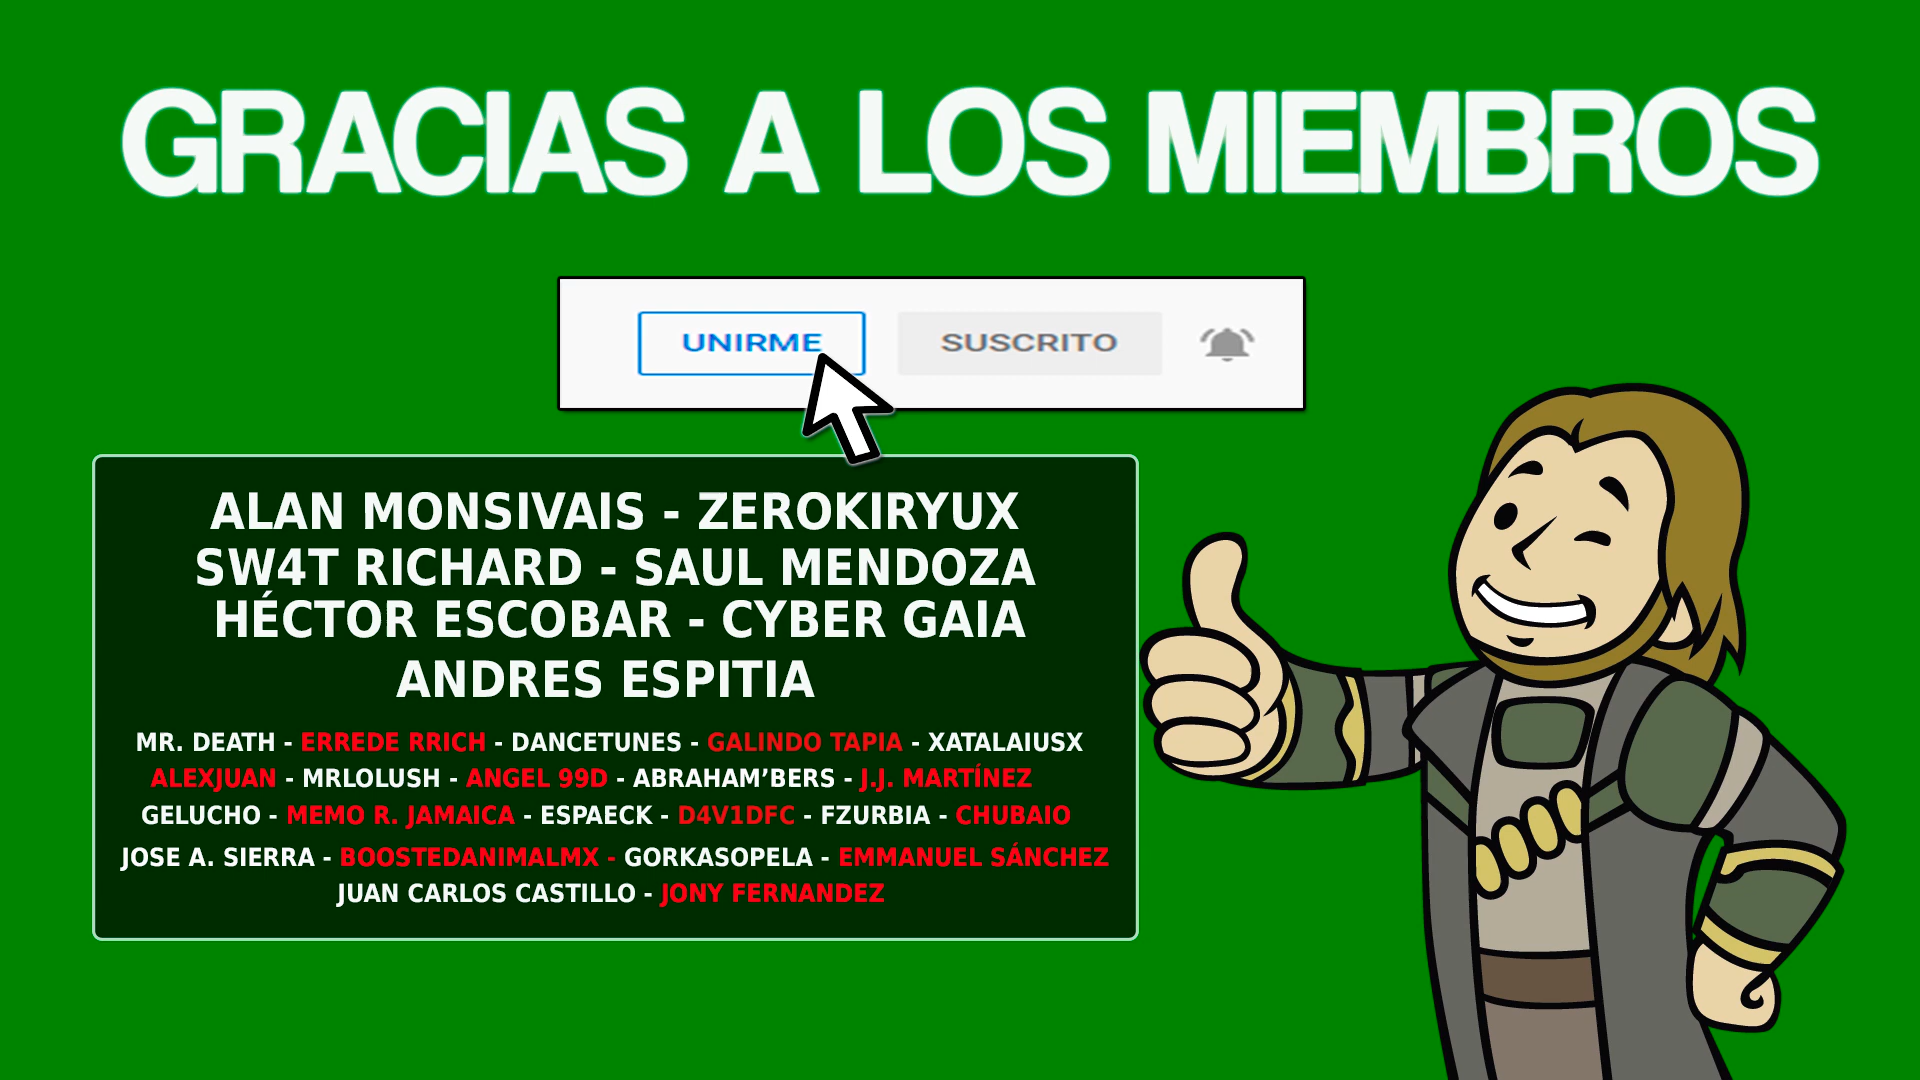 GRACIAS A LOS MIEMBROS
UNIRME SUSCRITO
ALAN MONSIVAIS - ZEROKIRYUX
SW4T RICHARD - SAUL MENDOZA
HÉCTOR ESCOBAR - CYBER GAIA
ANDRES ESPITIA
MR. DEATH - ERREDE RRICH - DANCETUNES - GALINDO TAPIA - XATALAIUSX
ALEXJUAN - MRLOLUSH - ANGEL 99D - ABRAHAM’BERS - J.J. MARTÍNEZ
GELUCHO - MEMO R. JAMAICA - ESPAECK - D4V1DFC - FZURBIA - CHUBAIO
JOSE A. SIERRA - BOOSTEDANIMALMX - GORKASOPELA - EMMANUEL SÁNCHEZ
JUAN CARLOS CASTILLO - JONY FERNANDEZ